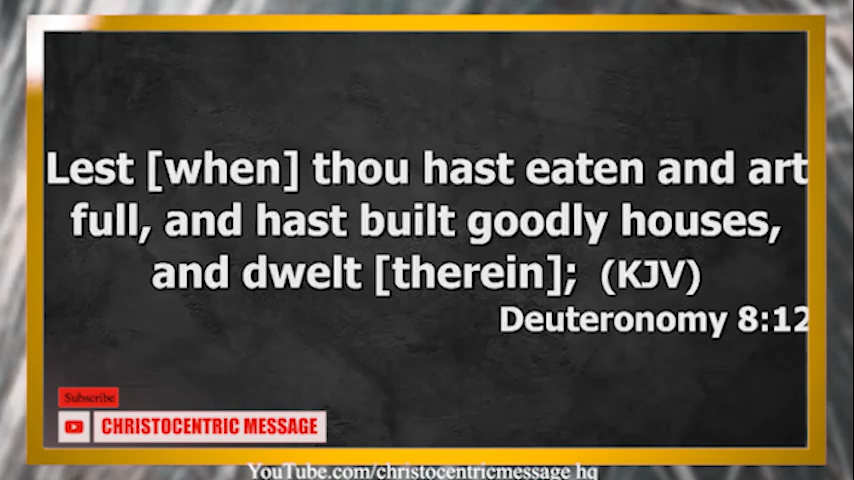 Lest [when] thou hast eaten and art
full, and hast built goodly houses,
and dwelt [therein]; (KJV)
Deuteronomy 8:12
Subscribe
CHRISTOCENTRIC MESSAGE
YouTube.com/christocentricmessage hq